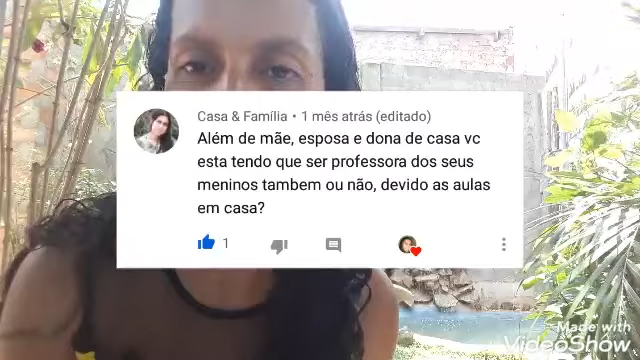 Casa & Família • 1 mês atrás (editado)
Além de mãe, esposa e dona de casa vc
esta tendo que ser professora dos seus
meninos tambem ou não, devido as aulas
em casa?
1
Made with
VideoShow